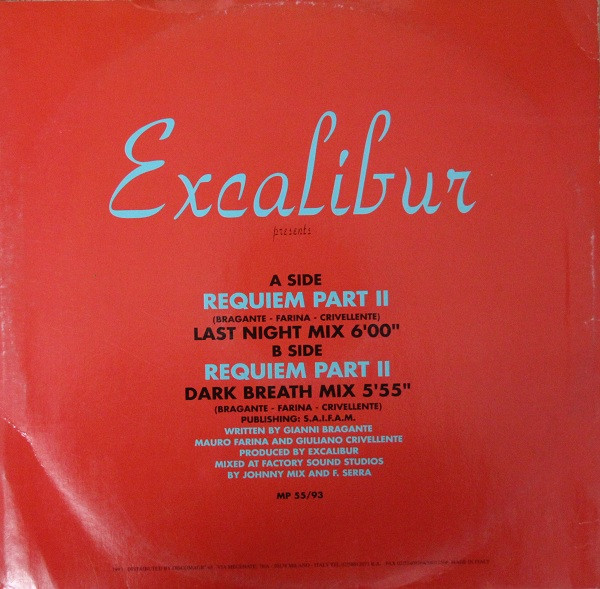 Excalibur
presents
A SIDE
REQUIEM PART II
(BRAGANTE - FARINA - CRIVELLENTE)
LAST NIGHT MIX 6'00"
B SIDE
REQUIEM PART II
DARK BREATH MIX 5'55"
(BRAGANTE - FARINA - CRIVELLENTE)
PUBLISHING: S.A.I.F.A.M.
WRITTEN BY GIANNI BRAGANTE
MAURO FARINA AND GIULIANO CRIVELLENTE
PRODUCED BY EXCALIBUR
MIXED AT FACTORY SOUND STUDIOS
BY JOHNNY MIX AND F. SERRA
MP 55/93
DISTRIBUTED BY